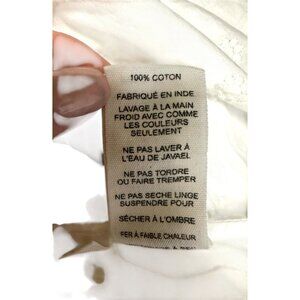 100% COTON
FABRIQUÉ EN INDE
LAVAGE À LA MAIN
FROID AVEC COMME
LES COULEURS
SEULEMENT
NE PAS LAVER À
L'EAU DE JAVAEL
NE PAS TORDRE
OU FAIRE TREMPER
NE PAS SECHE LINGE
SUSPENDRE POUR
SÉCHER À L'OMBRE
FER À FAIBLE CHALEUR